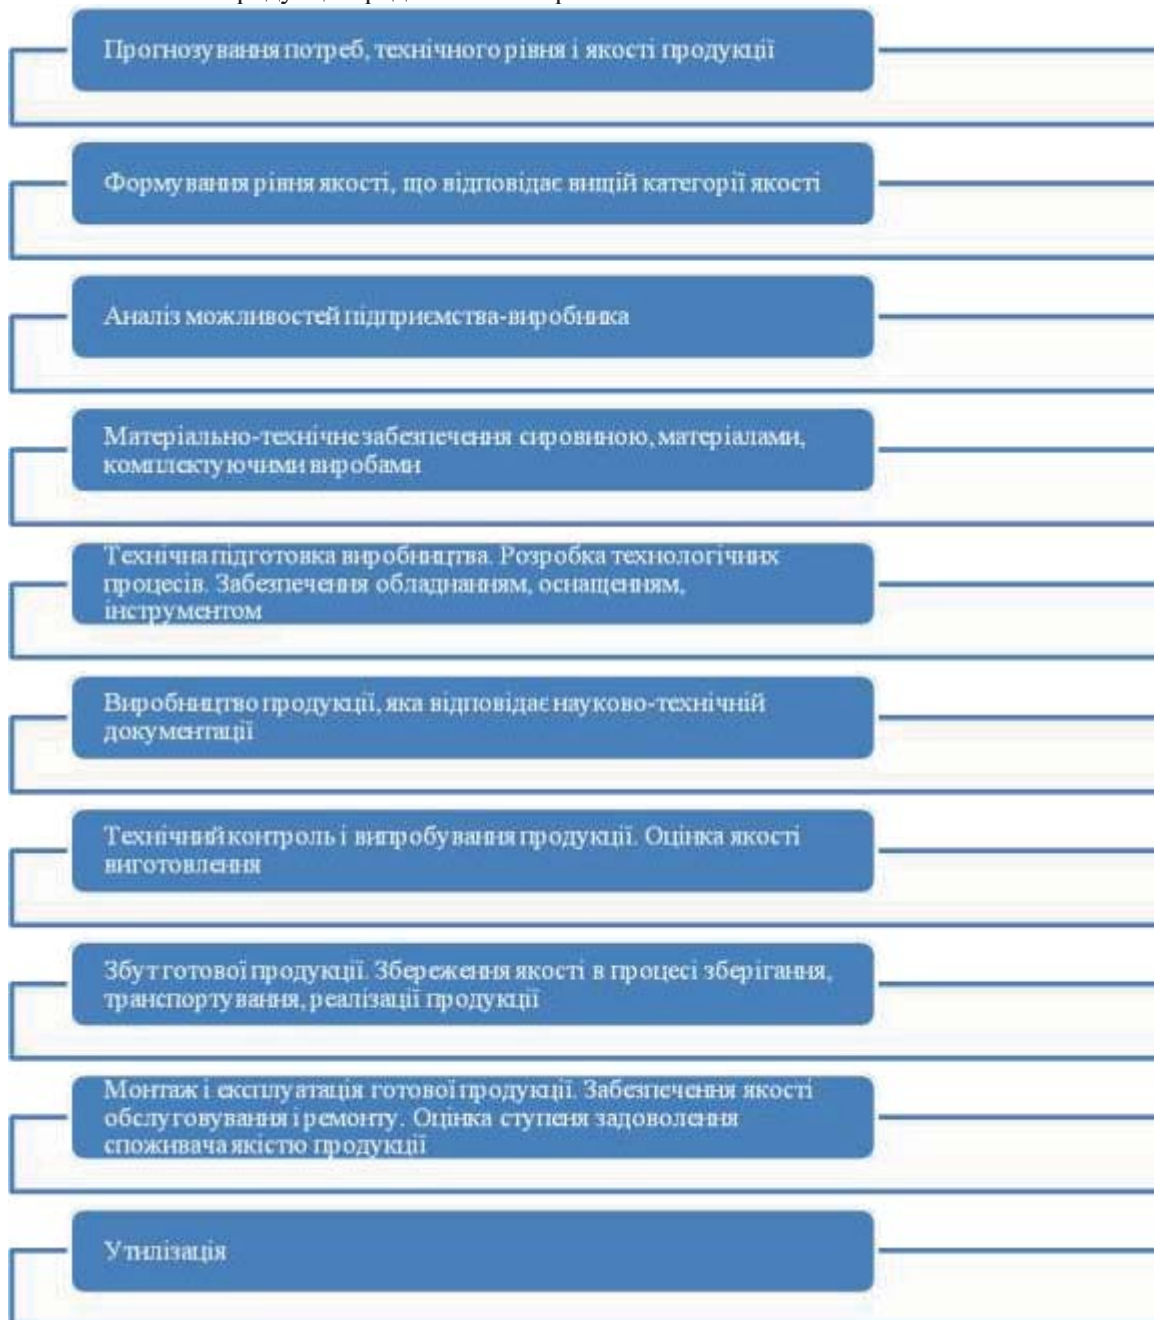 Прогнозування потреб, технічного рівня і якості продукції
Формування рівня якості, що відповідає вищій категорії якості
Аналіз можливостей підприємства-виробника
Матеріально-технічне забезпечення сировиною, матеріалами,
комплектуючими виробами
Технічна підготовка виробництва. Розробка технологічних
процесів. Забезпечення обладнанням, оснащенням,
інструментом
Виробництво продукції, яка відповідає науково-технічній
документації
Технічний контроль і випробування продукції. Оцінка якості
виготовлення
Збут готової продукції. Збереження якості в процесі зберігання,
транспортування, реалізації продукції
Монтаж і експлуатація готової продукції. Забезпечення якості
обслуговування і ремонту. Оцінка ступеня задоволення
споживача якістю продукції
Утилізація